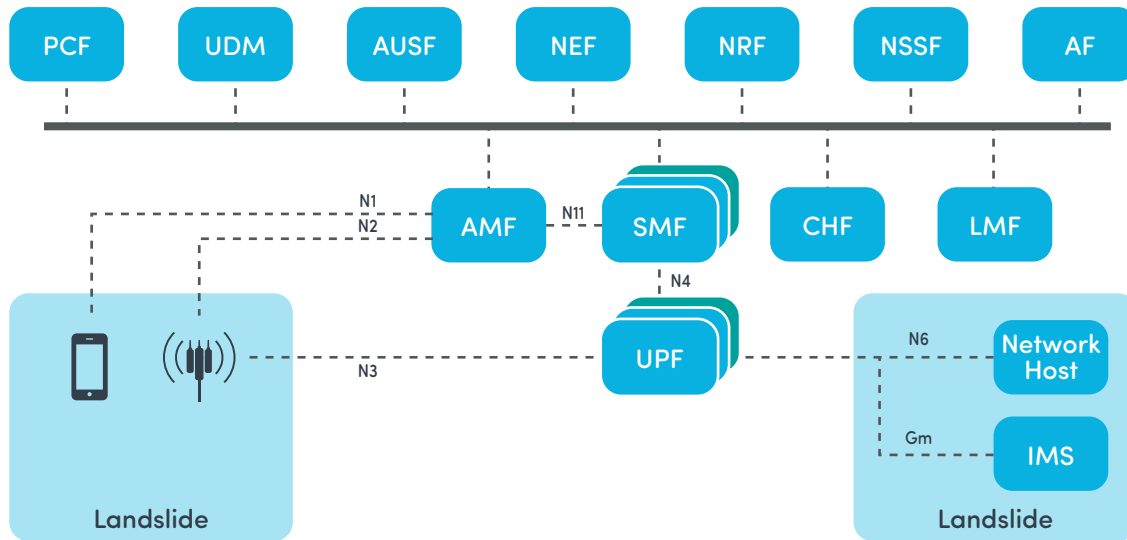 PCF
UDM
AUSF
NEF
NRF
NSSF
AF
N1
N2
AMF
N11
SMF
CHF
LMF
N4
N3
UPF
N6
Network
Host
Gm
IMS
Landslide
Landslide